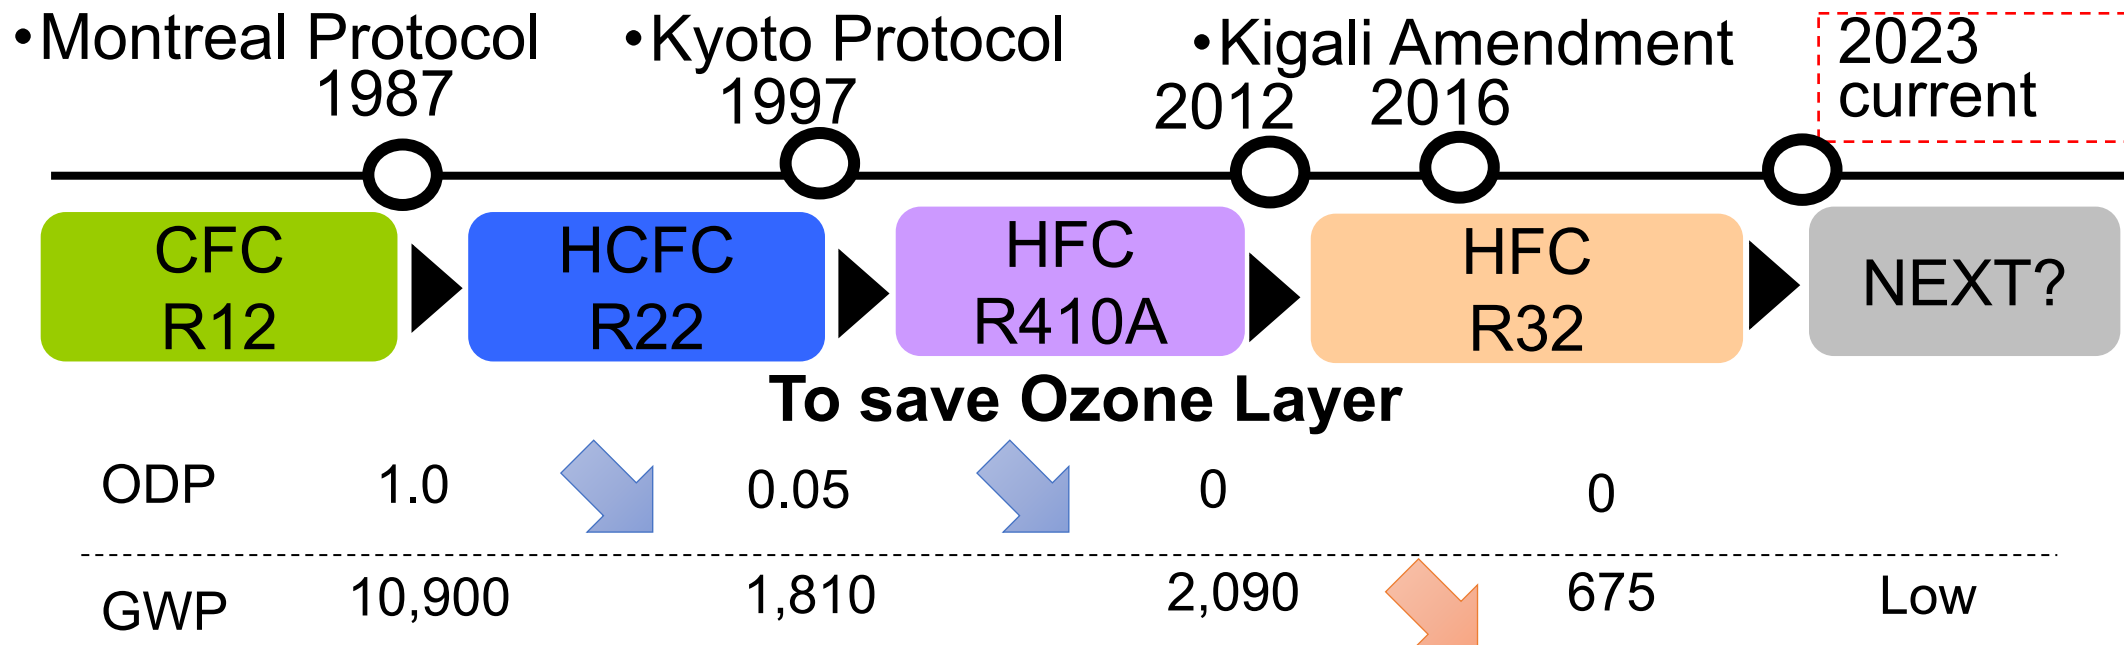 •Montreal Protocol
1987
•Kyoto Protocol
1997
•Kigali Amendment
2012
2016
2023
current
CFC
R12
HCFC
R22
HFC
R410A
HFC
R32
NEXT?
To save Ozone Layer
ODP 1.0 0.05 0 0
GWP 10,900 1,810 2,090 675 Low